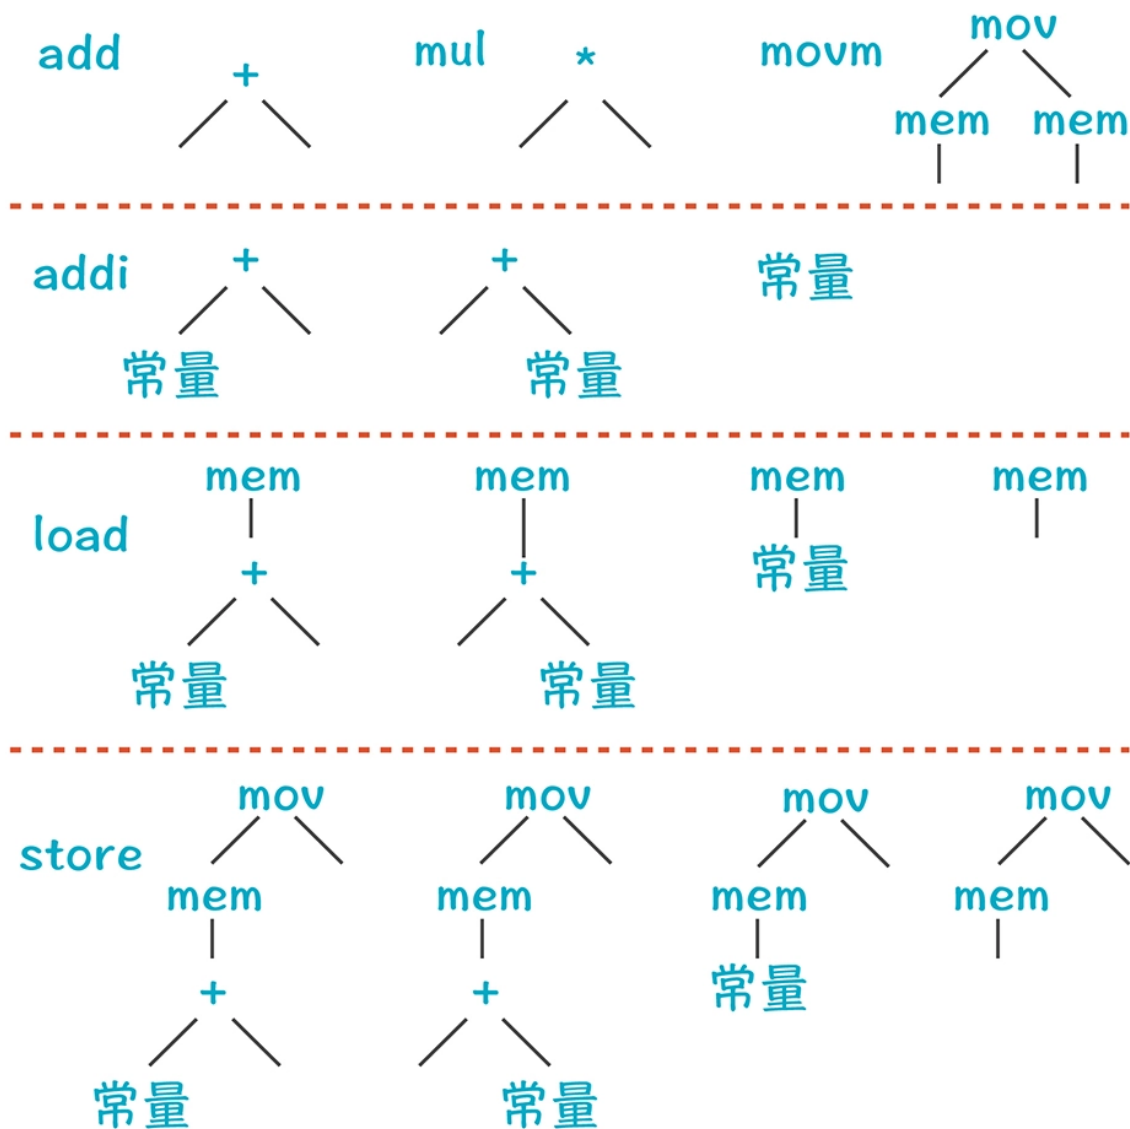 add + mul * movm mov
mem mem
addi + + 常量
常量 常量
mem mem mem mem
load + + 常量
常量 常量
mov mov mov mov
store
mem mem mem mem
+ + 常量
常量 常量